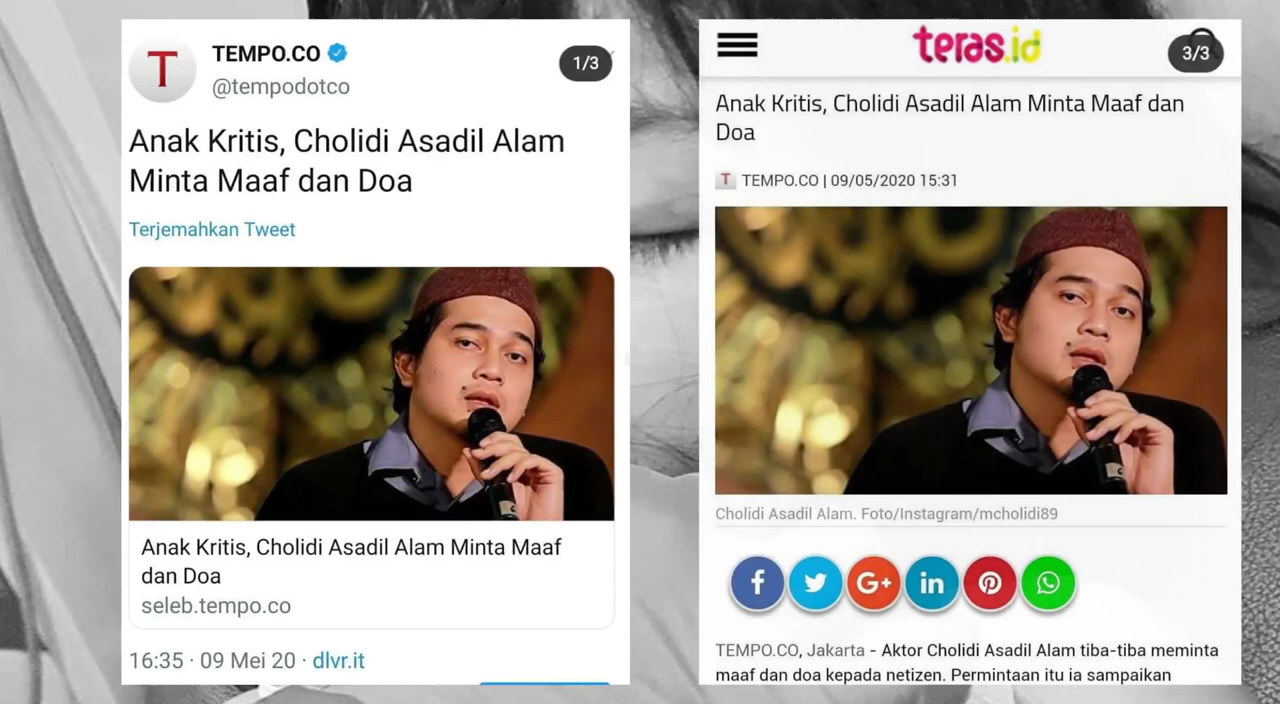 TEMPO.CO
@tempodotco
1/3
Anak Kritis, Cholidi Asadil Alam
Minta Maaf dan Doa
Terjemahkan Tweet
Anak Kritis, Cholidi Asadil Alam Minta Maaf
dan Doa
seleb.tempo.co
16:35 · 09 Mei 20 · dlvr.it
teras.id
3/3
Anak Kritis, Cholidi Asadil Alam Minta Maaf dan
Doa
T TEMPO.CO | 09/05/2020 15:31
Cholidi Asadil Alam. Foto/Instagram/mcholidi89
TEMPO.CO, Jakarta - Aktor Cholidi Asadil Alam tiba-tiba meminta
maaf dan doa kepada netizen. Permintaan itu ia sampaikan